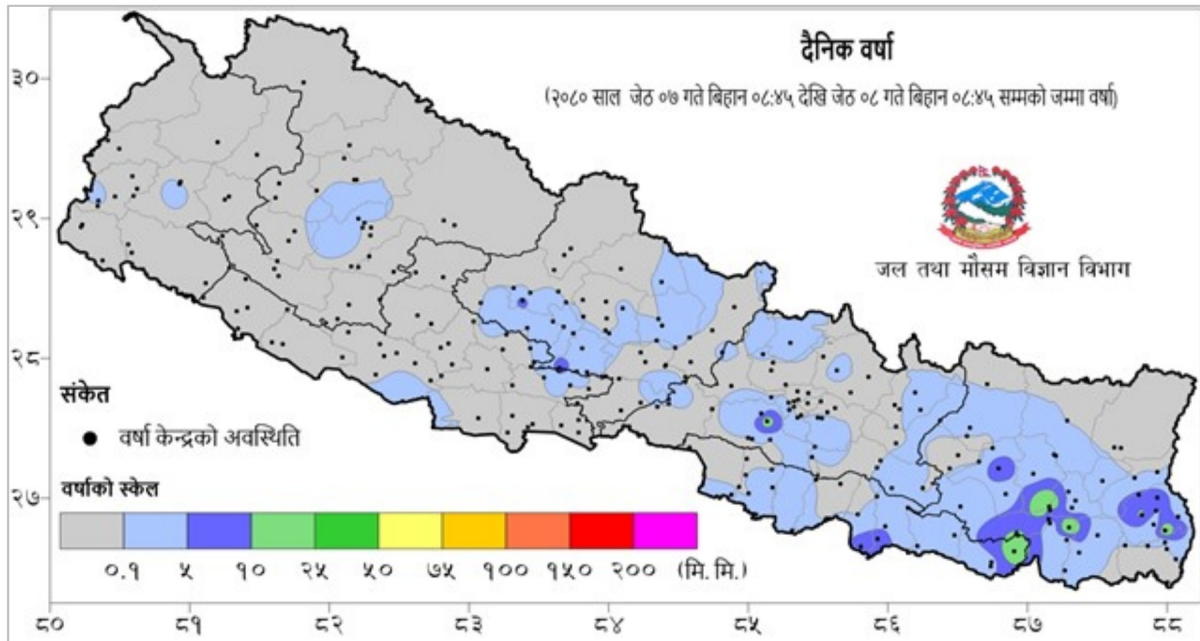 दैनिक वर्षा
(२०८० साल जेठ ०७ गते बिहान ०८:४५ देखि जेठ ०८ गते बिहान ०८:४५ सम्मको जम्मा वर्षा)
जल तथा मौसम विज्ञान विभाग
३०
२९
२८
२७
संकेत
वर्षा केन्द्रको अवस्थिति
वर्षाको स्केल
०.१ ५ १० २५ ५० ७५ १०० १५० २०० (मि.मि.)
८० ८१ ८२ ८३ ८४ ८५ ८६ ८७ ८८